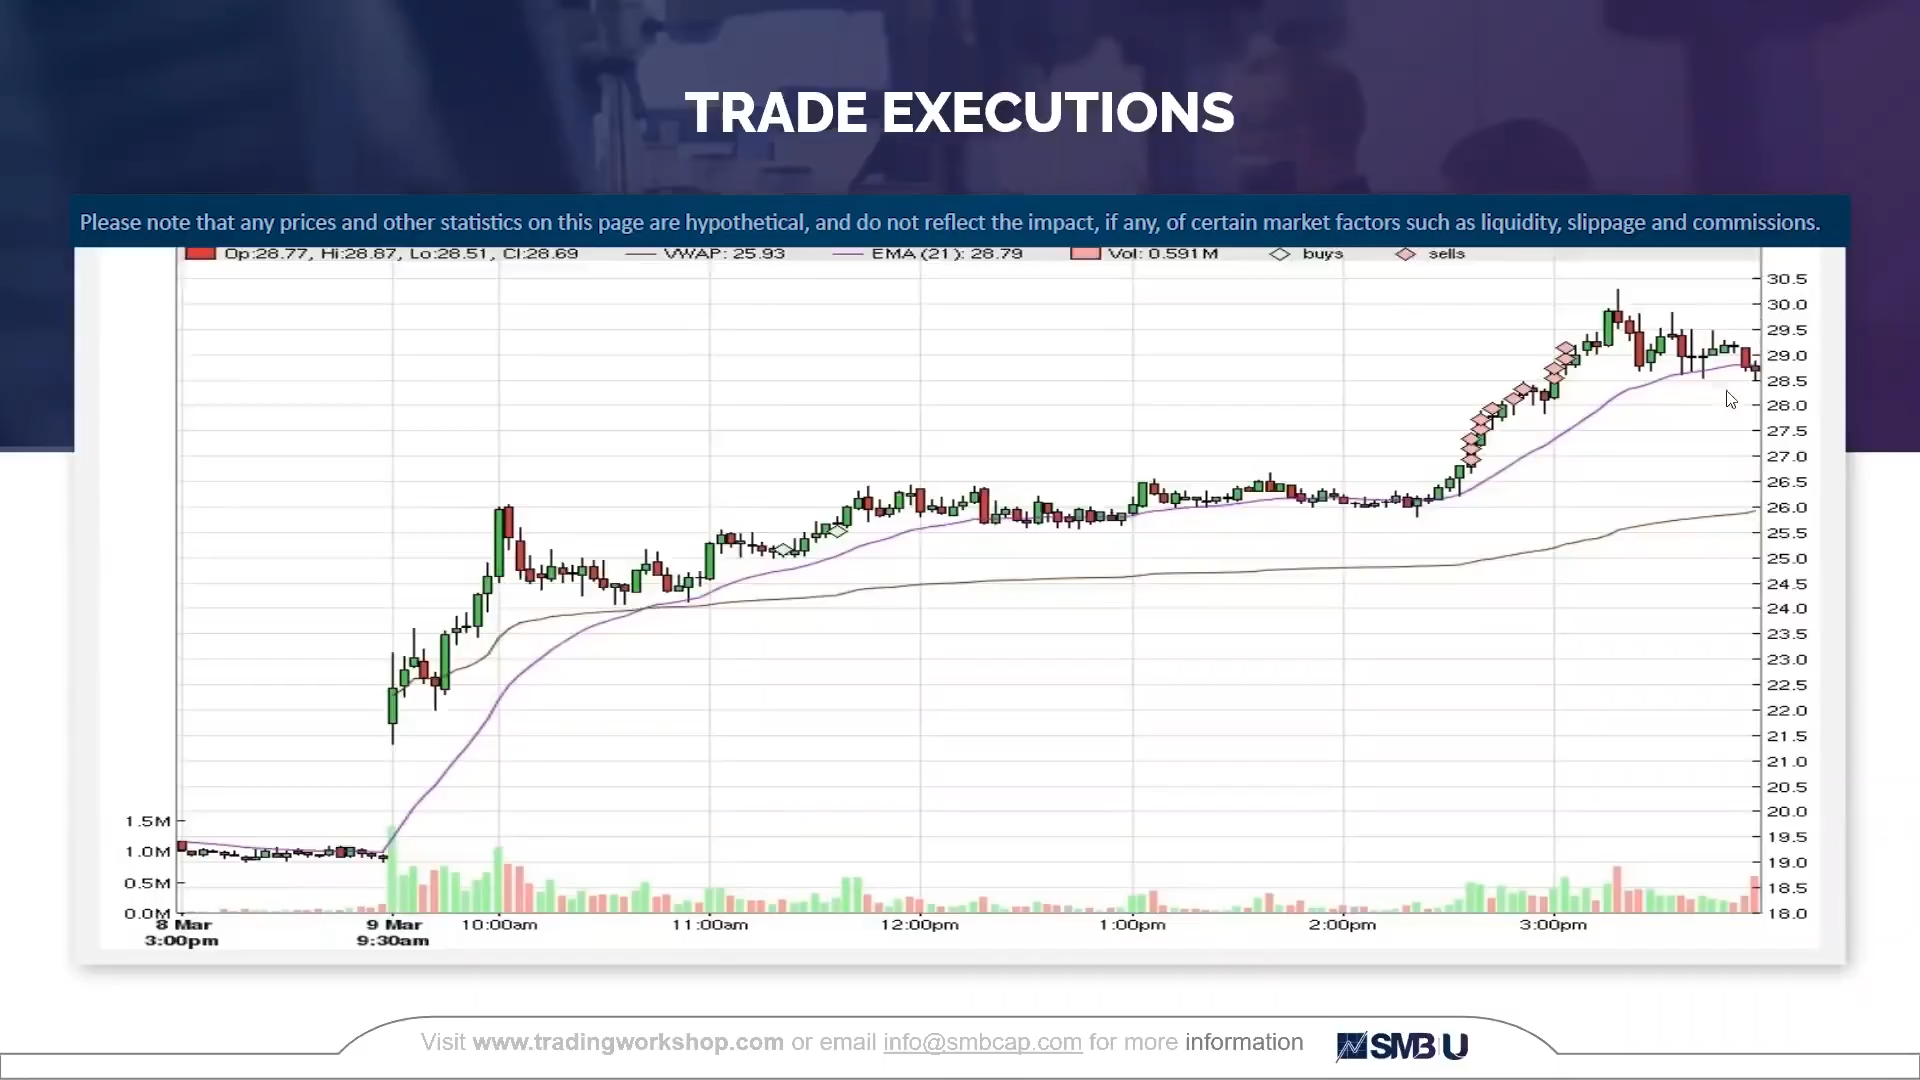 TRADE EXECUTIONS
Please note that any prices and other statistics on this page are hypothetical, and do not reflect the impact, if any, of certain market factors such as liquidity, slippage and commissions.
Op:28.77, Hi:28.87, Lo:28.51, Cl:28.69 VWAP: 25.93 EMA (21): 28.79 Vol: 0.591M buys sells
30.5
30.0
29.5
29.0
28.5
28.0
27.5
27.0
26.5
26.0
25.5
25.0
24.5
24.0
23.5
23.0
22.5
22.0
21.5
21.0
20.5
20.0
1.5M
19.5
1.0M
19.0
0.5M
18.5
0.0M 18.0
8 Mar 9 Mar 10:00am 11:00am 12:00pm 1:00pm 2:00pm 3:00pm
3:00pm 9:30am
Visit www.tradingworkshop.com or email info@smbcap.com for more information SMB U